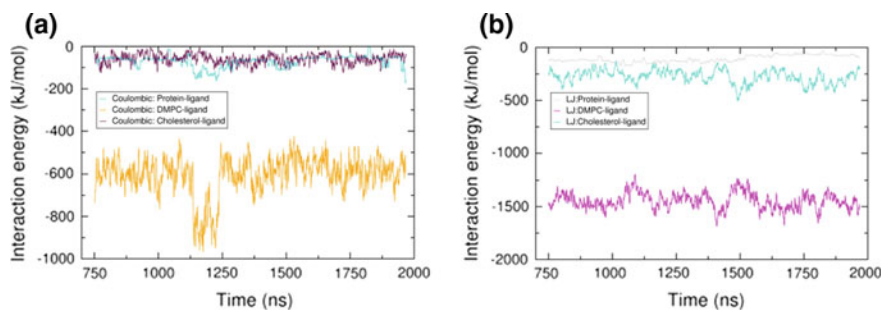 (a)
Interaction energy (kJ/mol)
0
-200
-400
-600
-800
-1000
Coulombic: Protein-ligand
Coulombic: DMPC-ligand
Coulombic: Cholesterol-ligand
750
1000
1250
1500
1750
2000
Time (ns)
(b)
Interaction energy (kJ/mol)
0
-500
-1000
-1500
-2000
LJ:Protein-ligand
LJ:DMPC-ligand
LJ:Cholesterol-ligand
750
1000
1250
1500
1750
2000
Time (ns)